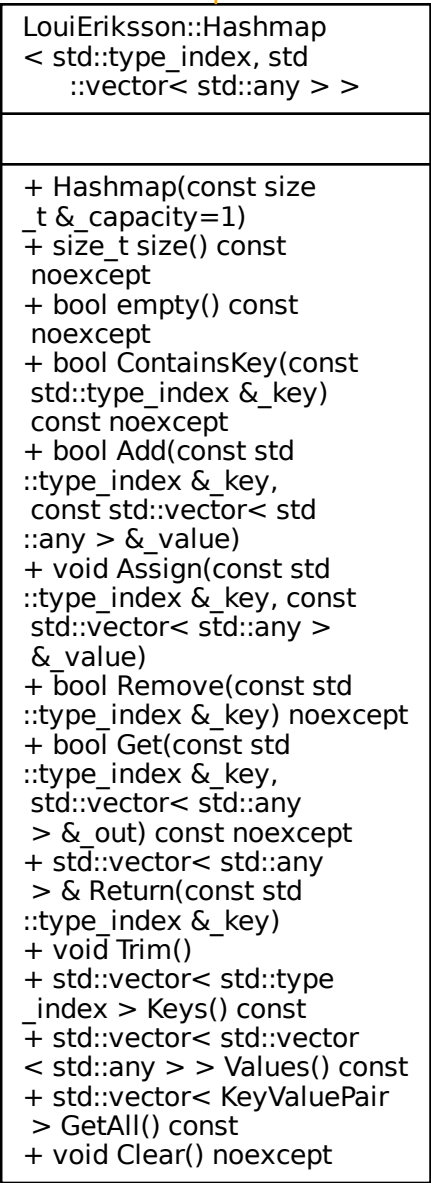 LouiEriksson::Hashmap
< std::type_index, std
::vector< std::any > >
+ Hashmap(const size
_t &_capacity=1)
+ size_t size() const
noexcept
+ bool empty() const
noexcept
+ bool ContainsKey(const
std::type_index &_key)
const noexcept
+ bool Add(const std
::type_index &_key,
const std::vector< std
::any > &_value)
+ void Assign(const std
::type_index &_key, const
std::vector< std::any >
&_value)
+ bool Remove(const std
::type_index &_key) noexcept
+ bool Get(const std
::type_index &_key,
std::vector< std::any
> &_out) const noexcept
+ std::vector< std::any
> & Return(const std
::type_index &_key)
+ void Trim()
+ std::vector< std::type
_index > Keys() const
+ std::vector< std::vector
< std::any > > Values() const
+ std::vector< KeyValuePair
> GetAll() const
+ void Clear() noexcept